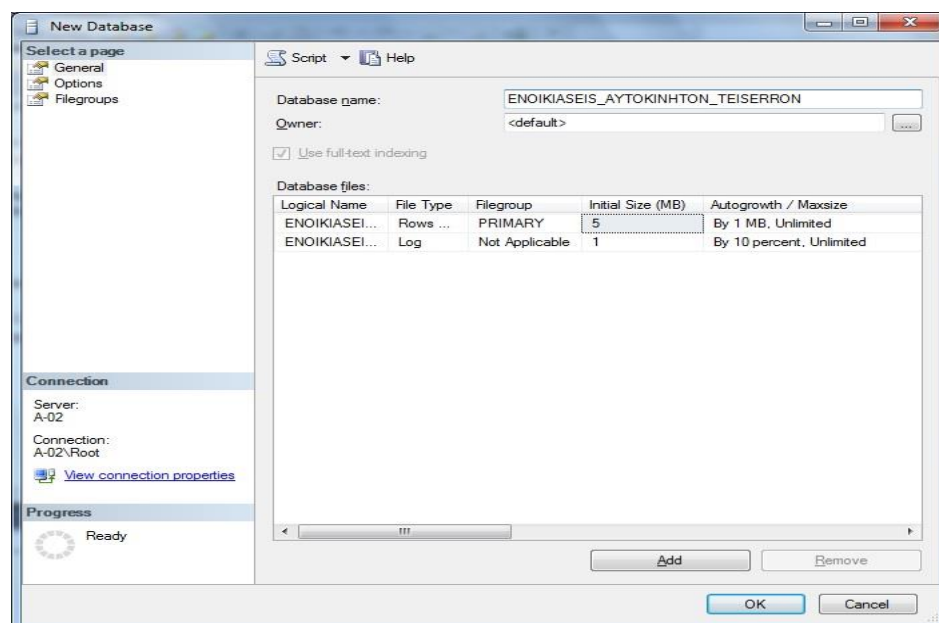 New Database
Select a page
General
Options
Filegroups
Script Help
Database name: ENOIKIASEIS_AYTOKINHTON_TEISERRON
Owner: <default> ...
Use full-text indexing
Database files:
Logical Name File Type Filegroup Initial Size (MB) Autogrowth / Maxsize
ENOIKIASEI... Rows ... PRIMARY 5 By 1 MB, Unlimited
ENOIKIASEI... Log Not Applicable 1 By 10 percent, Unlimited
Connection
Server:
A-02
Connection:
A-02\Root
View connection properties
Progress
Ready
Add Remove
OK Cancel